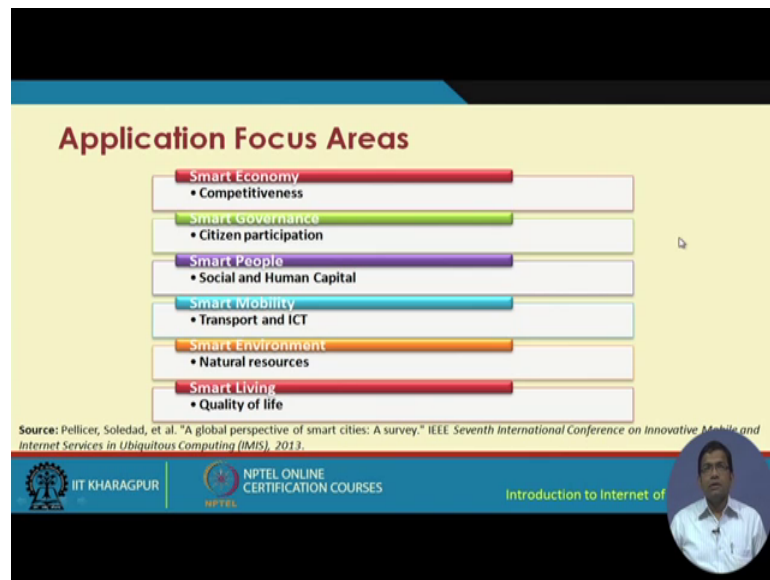 Application Focus Areas
Smart Economy
• Competitiveness
Smart Governance
• Citizen participation
Smart People
• Social and Human Capital
Smart Mobility
• Transport and ICT
Smart Environment
• Natural resources
Smart Living
• Quality of life
Source: Pellicer, Soledad, et al. "A global perspective of smart cities: A survey." IEEE Seventh International Conference on Innovative Mobile and
Internet Services in Ubiquitous Computing (IMIS), 2013.
IIT KHARAGPUR
NPTEL
NPTEL ONLINE
CERTIFICATION COURSES
Introduction to Internet of